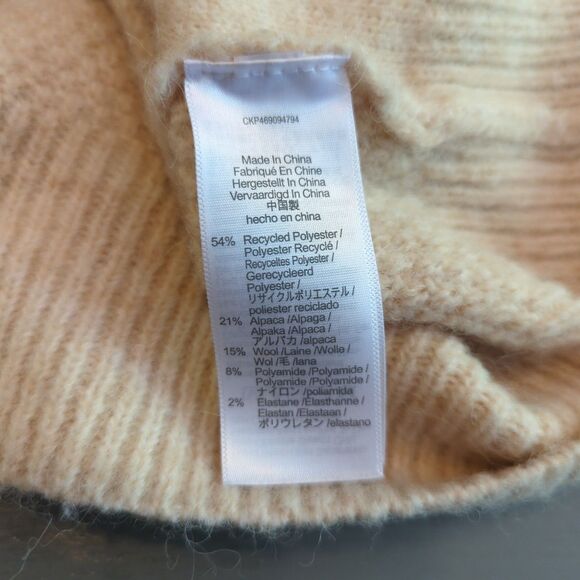 CKP469094794
Made In China
Fabriqué En Chine
Hergestellt In China
Vervaardigd In China
中国製
hecho en china
54% Recycled Polyester /
Polyester Recyclé /
Recyceltes Polyester /
Gerecycleerd
Polyester /
リサイクルポリエステル /
poliester reciclado
21% Alpaca /Alpaga /
Alpaka /Alpaca /
アルパカ /alpaca
15% Wool /Laine /Wolle /
Wol /毛 /lana
8% Polyamide /Polyamide /
Polyamid /Polyamide /
ナイロン /poliamida
2% Elastane /Élasthanne /
Elastan /Elastaan /
ポリウレタン /elastano